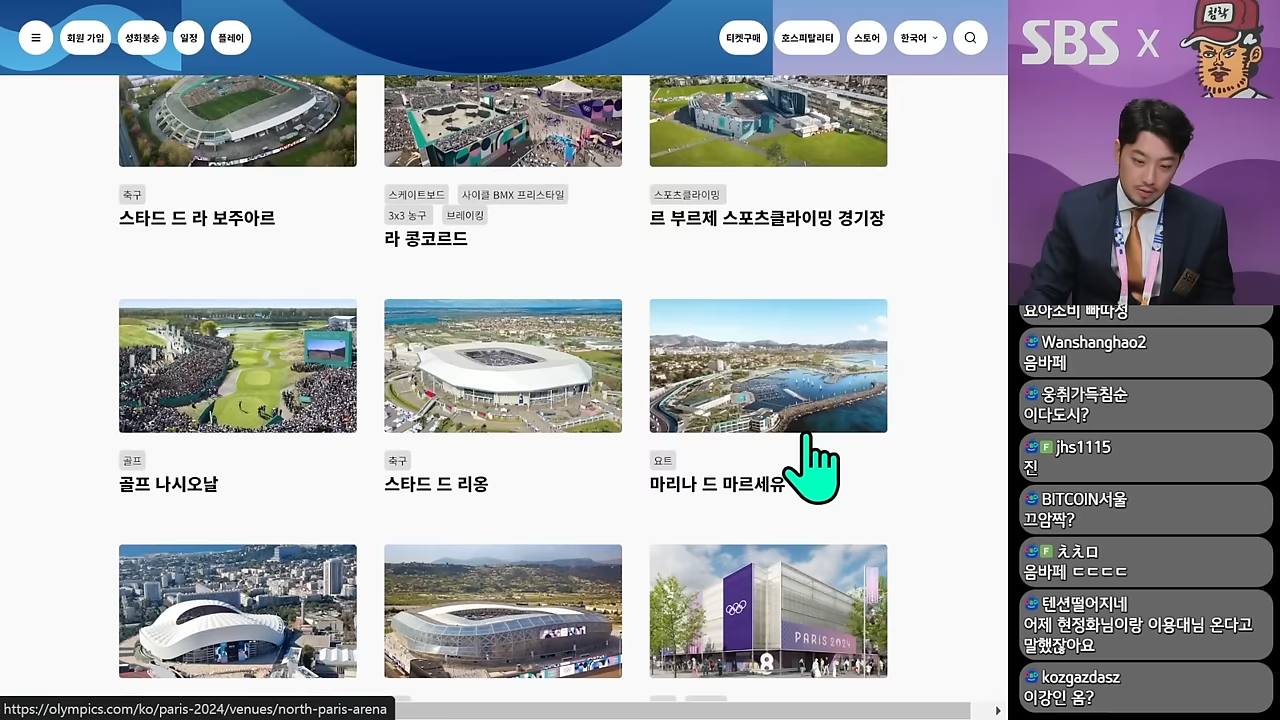 회원 가입
성화봉송
일정
플레이
티켓구매
호스피탈리티
스토어
한국어
SBS X
침착
축구
스타드 드 라 보주아르
스케이트보드
사이클 BMX 프리스타일
3x3 농구
브레이킹
라 콩코르드
스포츠클라이밍
르 부르제 스포츠클라이밍 경기장
골프
골프 나시오날
축구
스타드 드 리옹
요트
마리나 드 마르세유
PARIS 2024
8
https://olympics.com/ko/paris-2024/venues/north-paris-arena
SBS
요아소비 빠따정
Wanshanghao2
음바페
웅취가득침순
이다도시?
F jhs1115
진
BITCOIN서울
끄암짝?
F ㅊㅊㅁ
음바페 ㄷㄷㄷㄷ
텐션떨어지네
어제 현정화님이랑 이용대님 온다고
말했잖아요
kozgazdasz
이강인 옴?